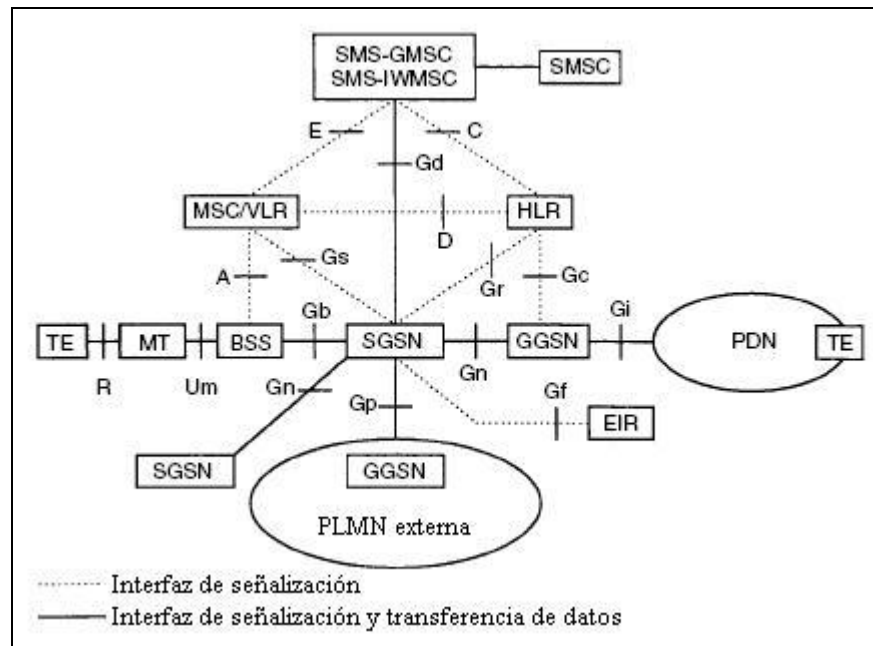 SMS-GMSC
SMS-IWMSC
SMSC
E
C
Gd
MSC/VLR
HLR
D
A
Gs
Gr
Gc
Gb
Gi
TE
MT
BSS
SGSN
GGSN
PDN
TE
R
Um
Gn
Gn
Gp
Gf
EIR
SGSN
GGSN
PLMN externa
Interfaz de señalización
Interfaz de señalización y transferencia de datos